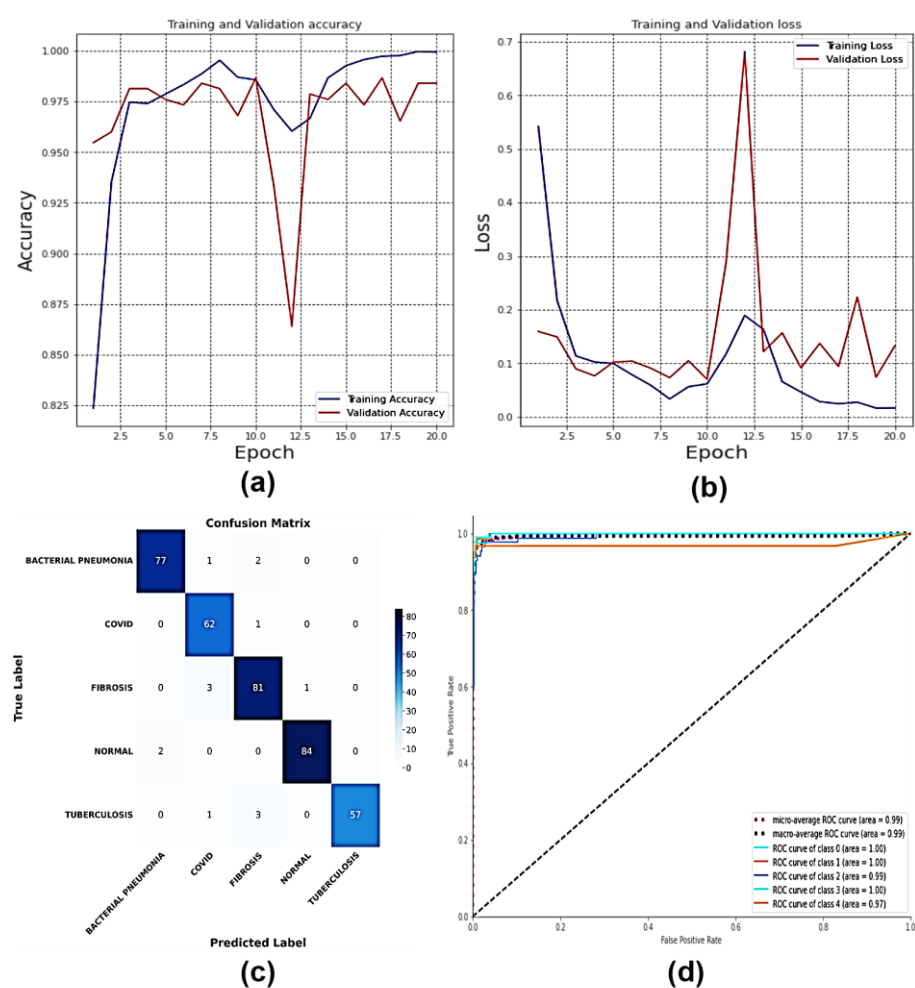 Training and Validation accuracy
1.000
0.975
0.950
0.925
0.900
0.875
0.850
0.825
Accuracy
Training Accuracy
Validation Accuracy
2.5 5.0 7.5 10.0 12.5 15.0 17.5 20.0
Epoch
(a)
Training and Validation loss
0.7
0.6
0.5
0.4
0.3
0.2
0.1
0.0
Loss
Training Loss
Validation Loss
2.5 5.0 7.5 10.0 12.5 15.0 17.5 20.0
Epoch
(b)
Confusion Matrix
True Label
BACTERIAL PNEUMONIA 77 1 2 0 0
COVID 0 62 1 0 0
FIBROSIS 0 3 81 1 0
NORMAL 2 0 0 84 0
TUBERCULOSIS 0 1 3 0 57
BACTERIAL PNEUMONIA
COVID
FIBROSIS
NORMAL
TUBERCULOSIS
Predicted Label
80
70
60
50
40
30
20
10
0
(c)
1.0
0.8
0.6
0.4
0.2
0.0
True Positive Rate
micro-average ROC curve (area = 0.99)
macro-average ROC curve (area = 0.99)
ROC curve of class 0 (area = 1.00)
ROC curve of class 1 (area = 1.00)
ROC curve of class 2 (area = 0.99)
ROC curve of class 3 (area = 1.00)
ROC curve of class 4 (area = 0.97)
0.0 0.2 0.4 0.6 0.8 1.0
False Positive Rate
(d)